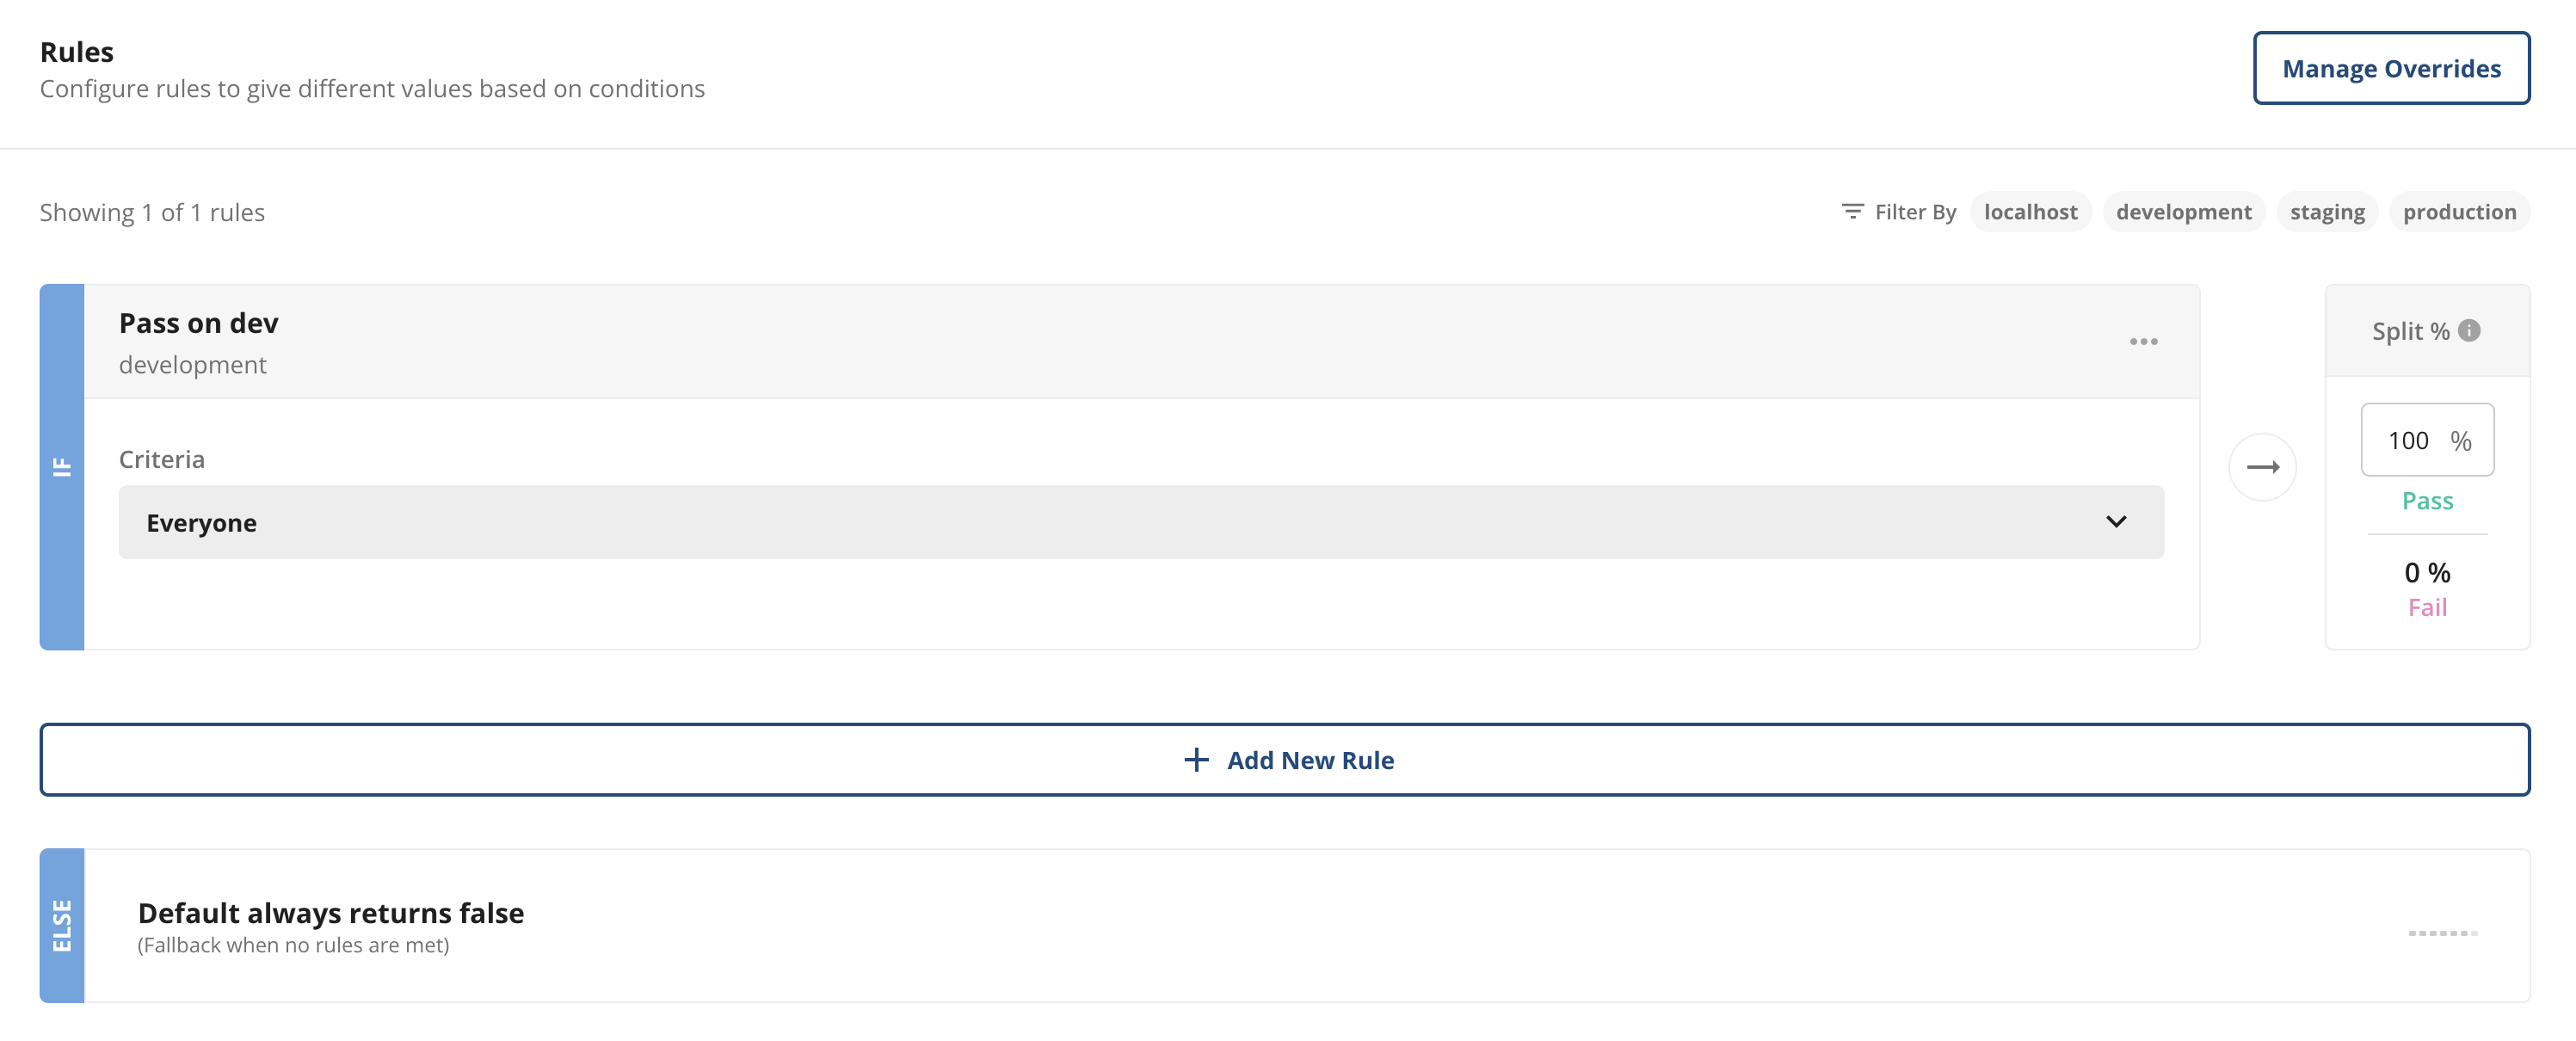 Rules
Configure rules to give different values based on conditions
Manage Overrides
Showing 1 of 1 rules
Filter By localhost development staging production
IF
Pass on dev
development
Criteria
Everyone
Split %
100 %
Pass
0 %
Fail
Add New Rule
ELSE
Default always returns false
(Fallback when no rules are met)